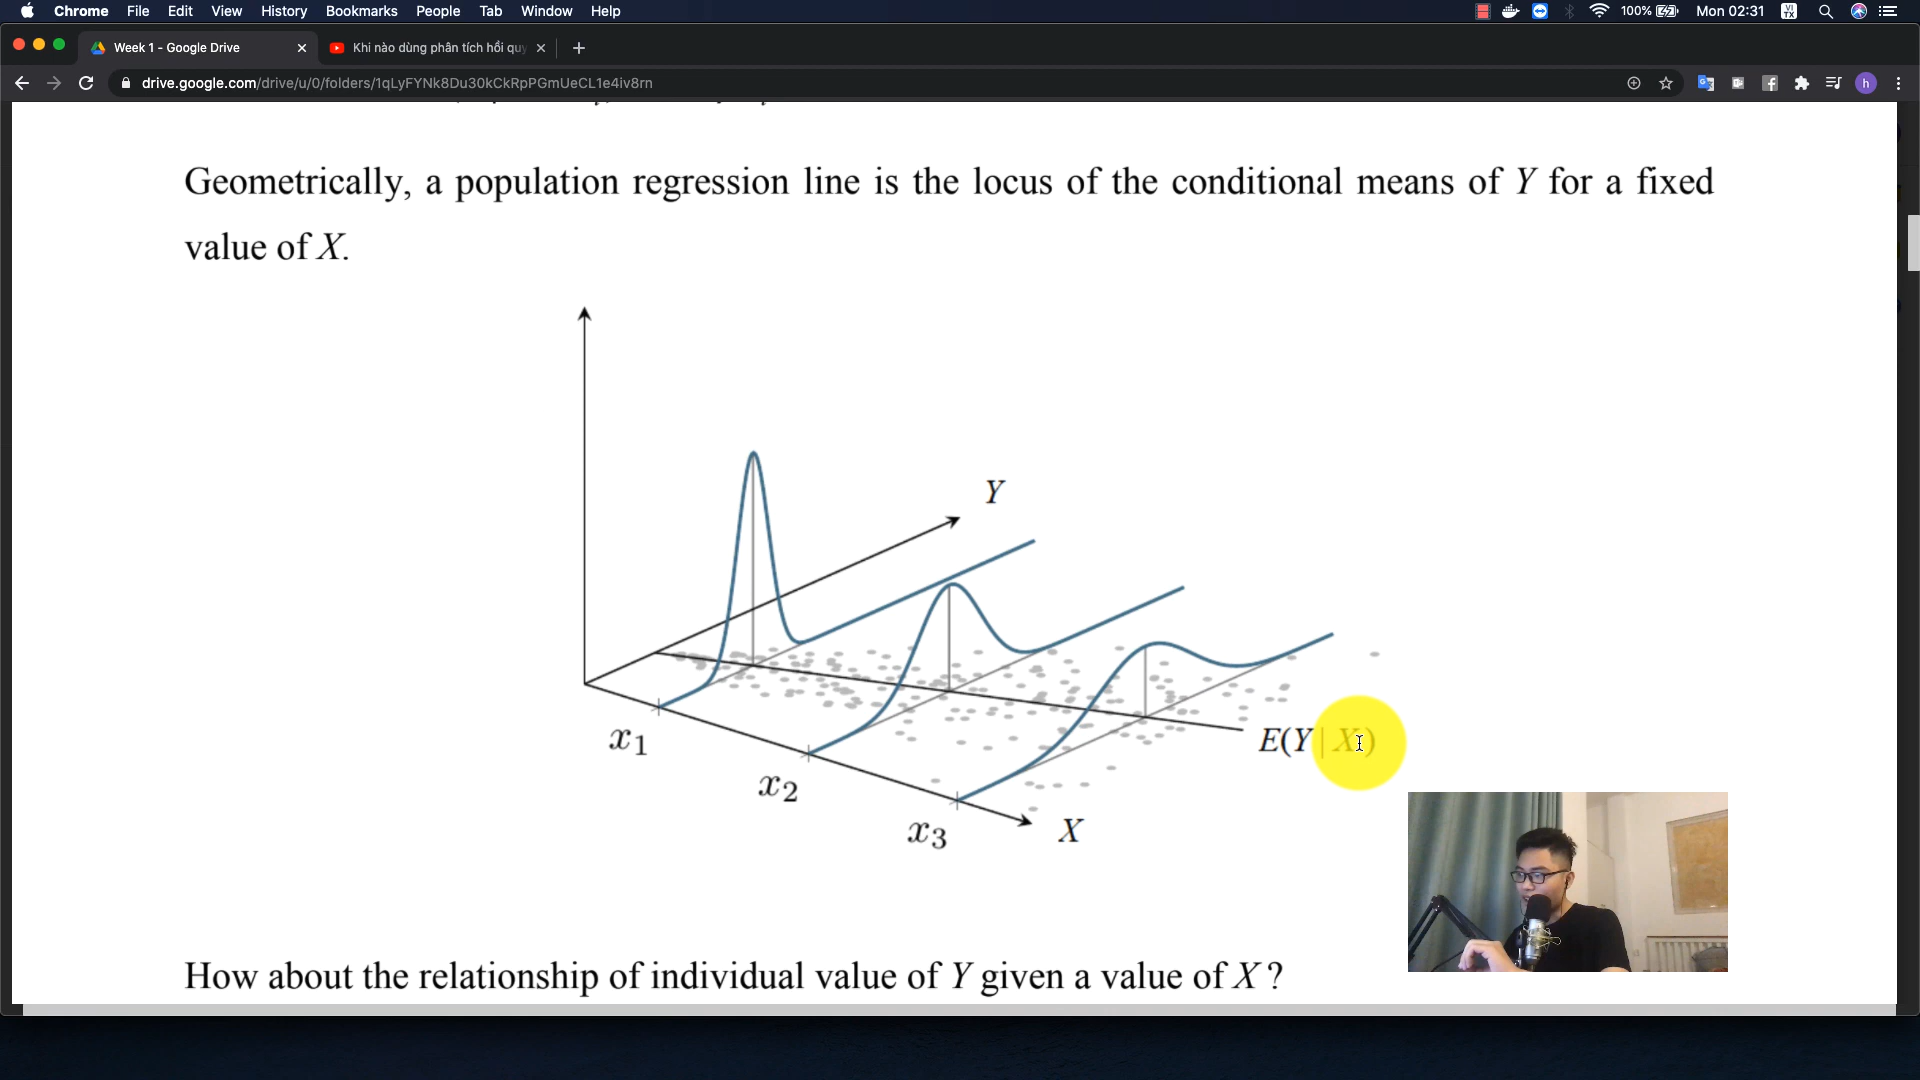 Chrome File Edit View History Bookmarks People Tab Window Help 100% Mon 02:31 VI TX
Week 1 - Google Drive Khi nào dùng phân tích hồi quy
drive.google.com/drive/u/0/folders/1qLyFYNk8Du30kCkRpPGmUeCL1e4iv8rn h
Geometrically, a population regression line is the locus of the conditional means of Y for a fixed
value of X.
Y
E(Y | X)
x1
x2
x3
X
How about the relationship of individual value of Y given a value of X ?